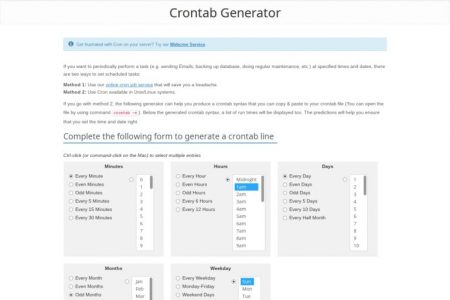 Crontab Generator
Get frustrated with Cron on your server? Try our Webcron Service
If you want to periodically perform a task (e.g. sending Emails, backing up database, doing regular maintenance, etc.) at specified times and dates, there
are two ways to set scheduled tasks:
Method 1: Use our online cron job service that will save you a headache.
Method 2: Use Cron available in Unix/Linux systems.
If you go with method 2, the following generator can help you produce a crontab syntax that you can copy & paste to your crontab file (You can open the
file by using command crontab -e). Below the generated crontab syntax, a list of run times will be displayed too. The predictions will help you ensure
that you set the time and date right.
Complete the following form to generate a crontab line
Ctrl-click (or command-click on the Mac) to select multiple entries
Minutes
Every Minute
Even Minutes
Odd Minutes
Every 5 Minutes
Every 15 Minutes
Every 30 Minutes
0
1
2
3
4
5
6
7
8
9
Hours
Every Hour
Even Hours
Odd Hours
Every 6 Hours
Every 12 Hours
Midnight
1am
2am
3am
4am
5am
6am
7am
8am
9am
Days
Every Day
Even Days
Odd Days
Every 5 Days
Every 10 Days
Every Half Month
1
2
3
4
5
6
7
8
9
10
Months
Every Month
Even Months
Odd Months
Jan
Feb
Mar
Weekday
Every Weekday
Monday-Friday
Weekend Days
Sun
Mon
Tue